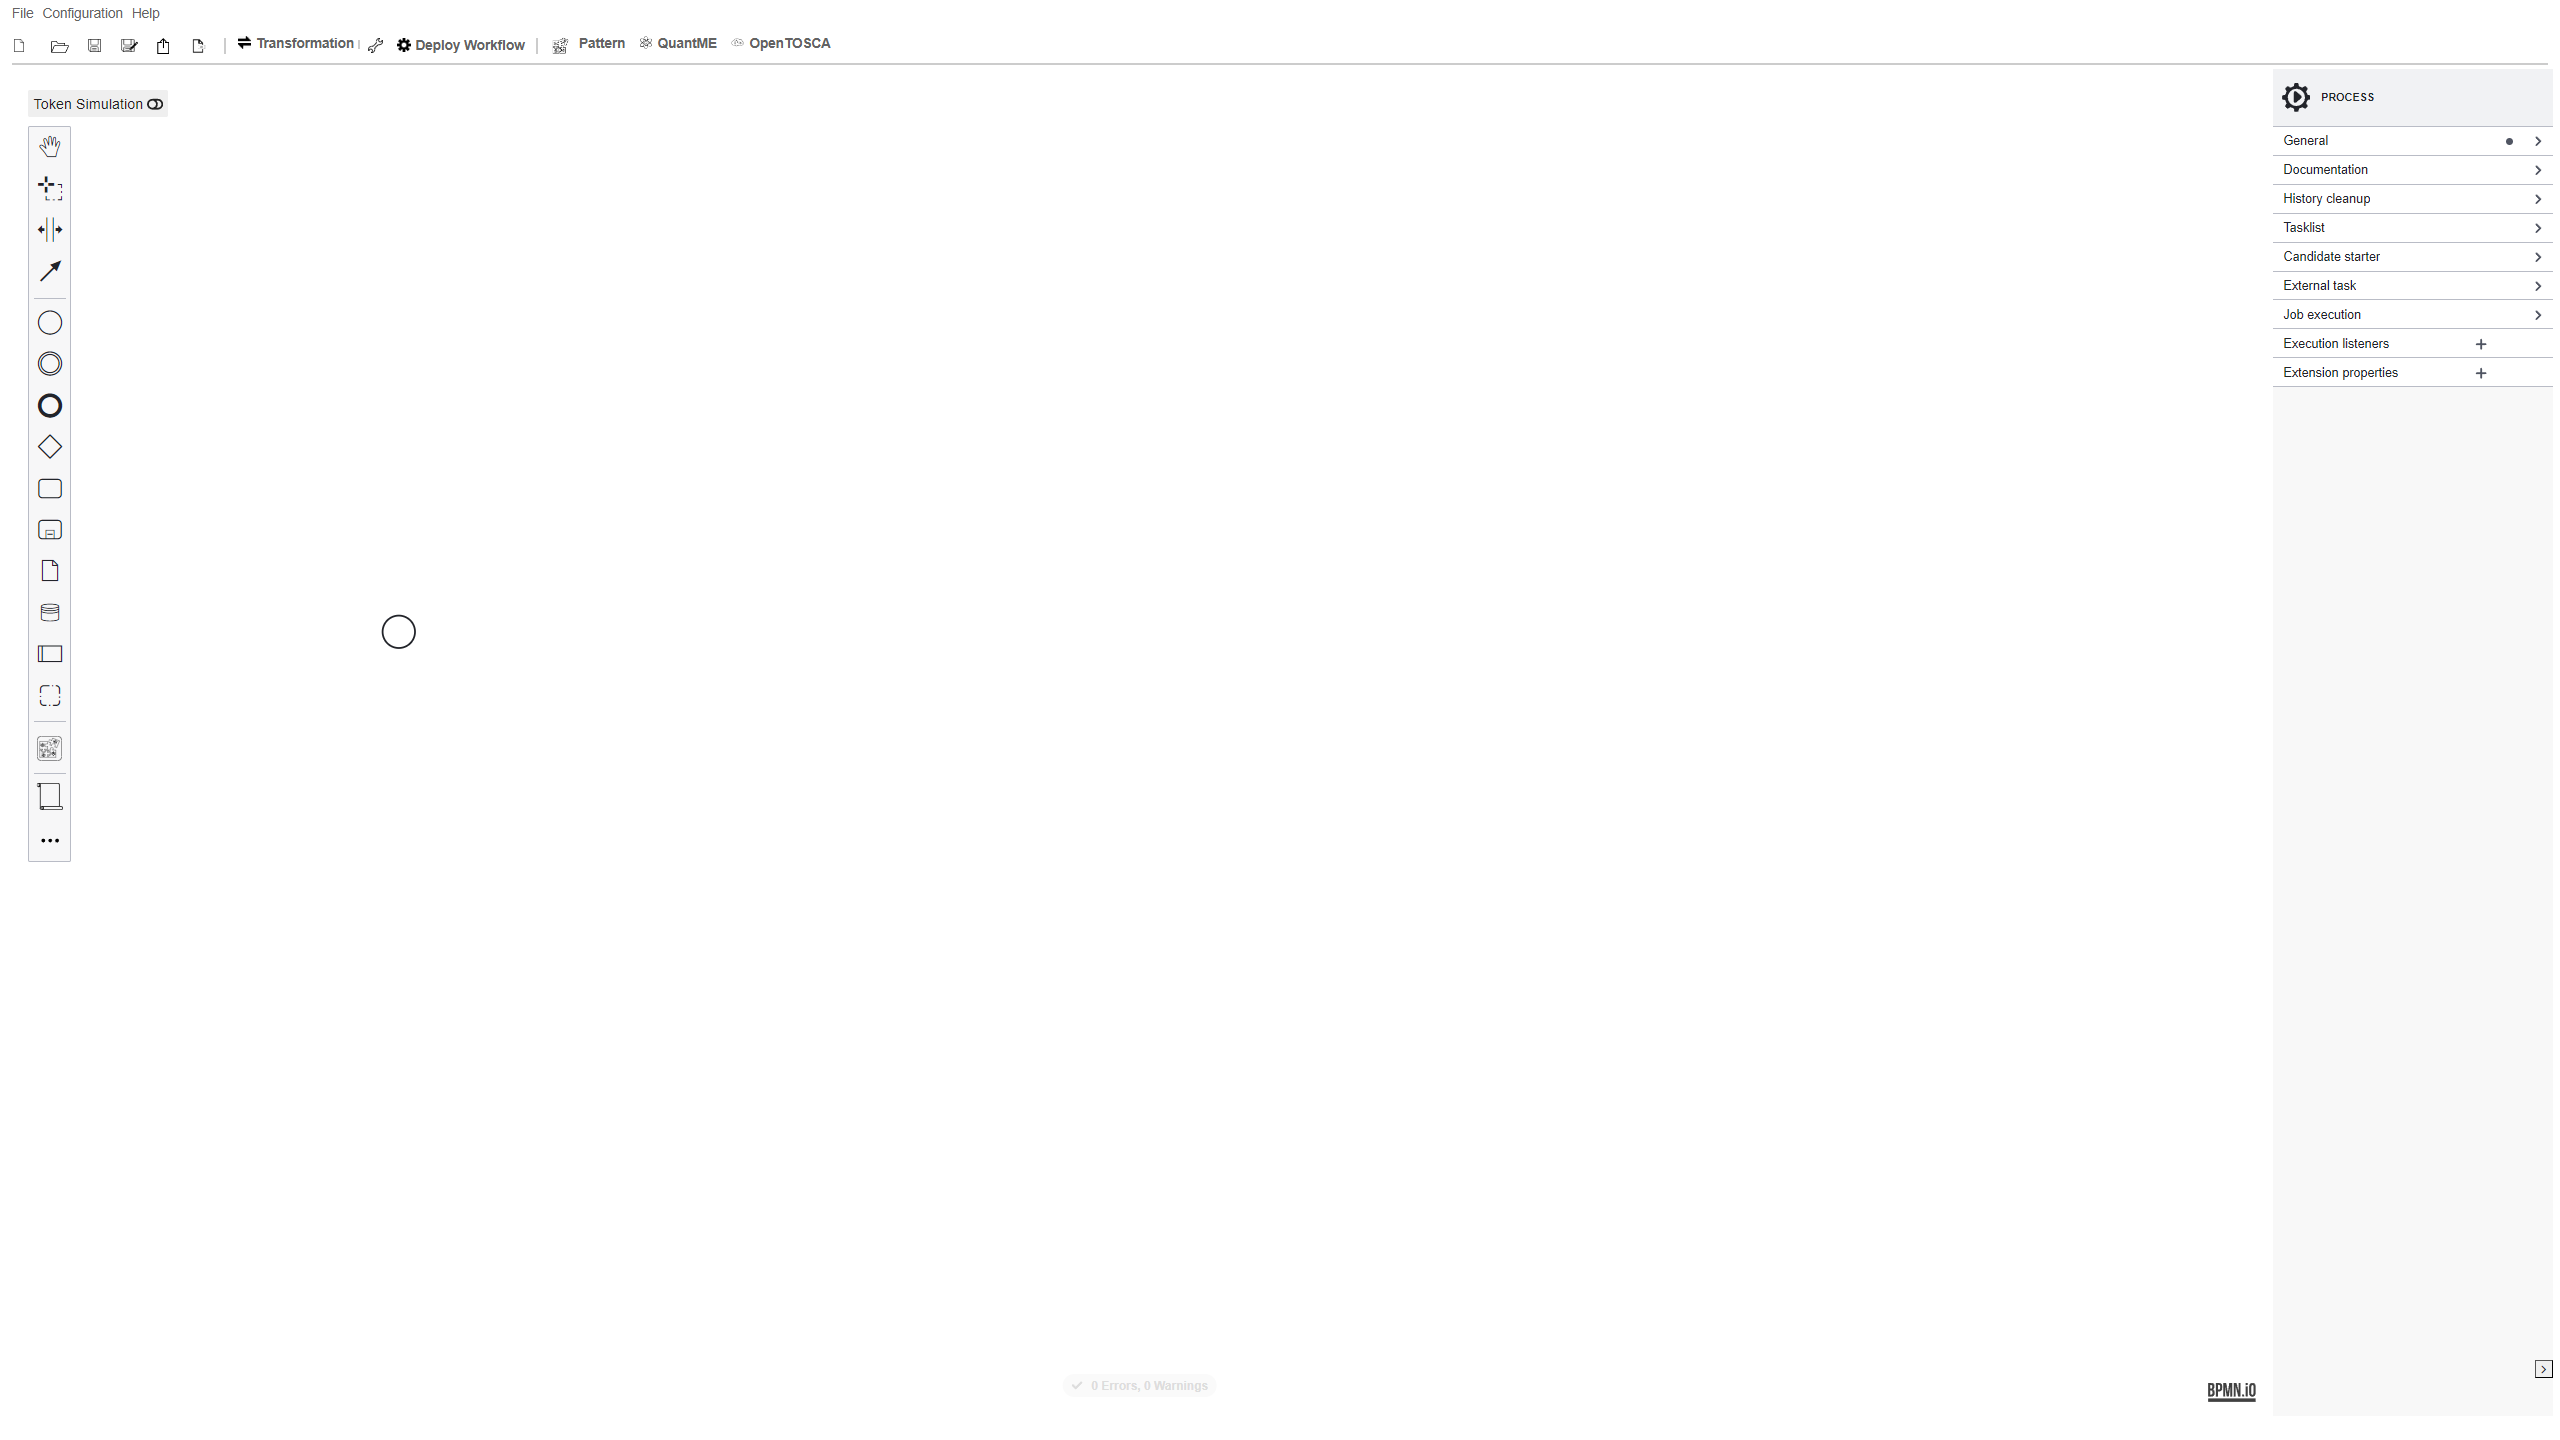 File Configuration Help
Transformation Deploy Workflow Pattern QuantME OpenTOSCA
Token Simulation
PROCESS
General
Documentation
History cleanup
Tasklist
Candidate starter
External task
Job execution
Execution listeners
Extension properties
0 Errors, 0 Warnings
BPMN.iO